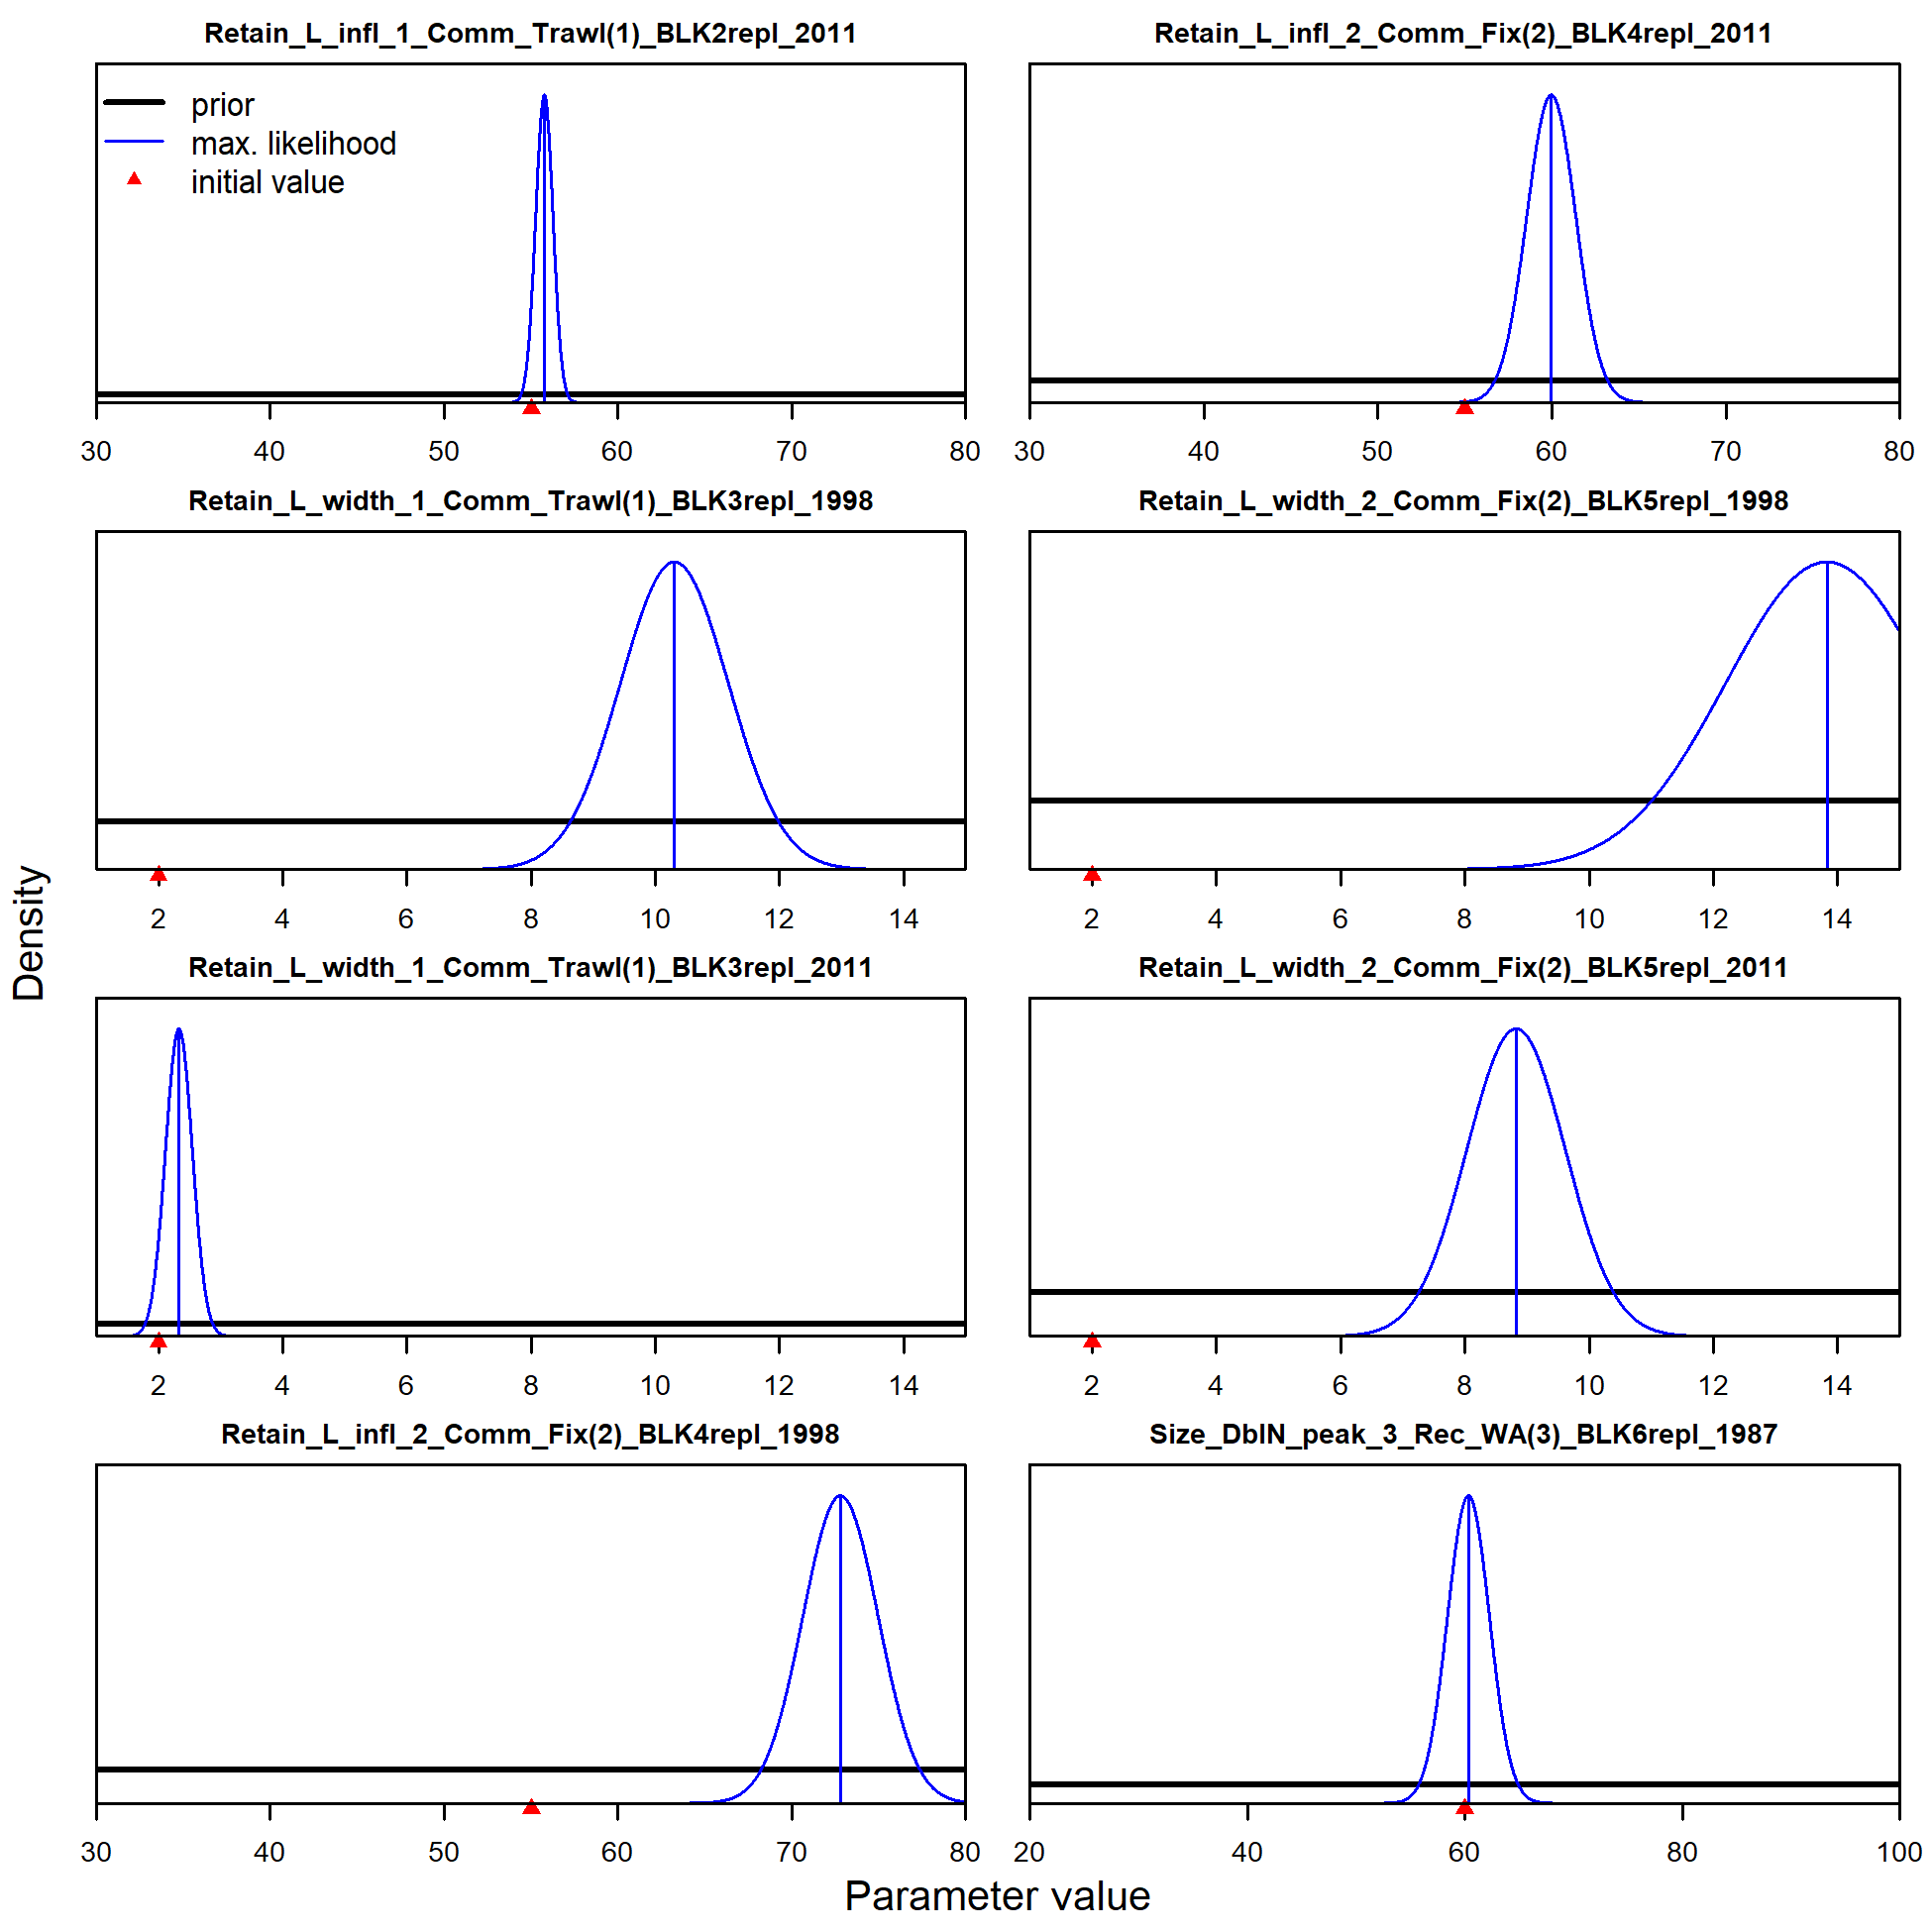 Retain_L_infl_1_Comm_Trawl(1)_BLK2repl_2011
prior
max. likelihood
initial value
30 40 50 60 70 80
Retain_L_infl_2_Comm_Fix(2)_BLK4repl_2011
30 40 50 60 70 80
Retain_L_width_1_Comm_Trawl(1)_BLK3repl_1998
2 4 6 8 10 12 14
Retain_L_width_2_Comm_Fix(2)_BLK5repl_1998
2 4 6 8 10 12 14
Retain_L_width_1_Comm_Trawl(1)_BLK3repl_2011
2 4 6 8 10 12 14
Retain_L_width_2_Comm_Fix(2)_BLK5repl_2011
2 4 6 8 10 12 14
Retain_L_infl_2_Comm_Fix(2)_BLK4repl_1998
30 40 50 60 70 80
Size_DblN_peak_3_Rec_WA(3)_BLK6repl_1987
20 40 60 80 100
Density
Parameter value